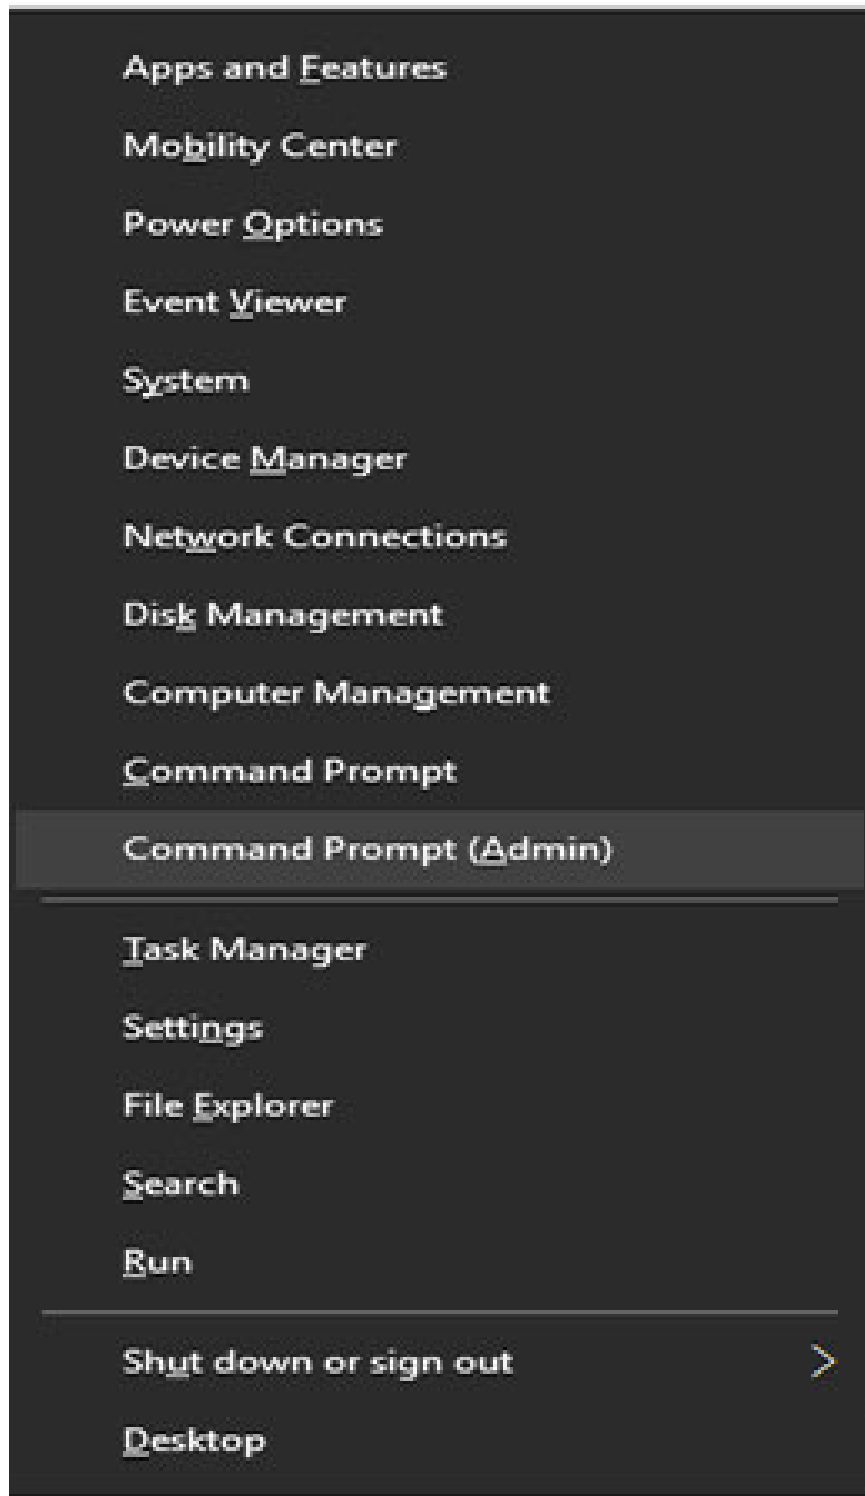 Apps and Features
Mobility Center
Power Options
Event Viewer
System
Device Manager
Network Connections
Disk Management
Computer Management
Command Prompt
Command Prompt (Admin)
Task Manager
Settings
File Explorer
Search
Run
Shut down or sign out
Desktop